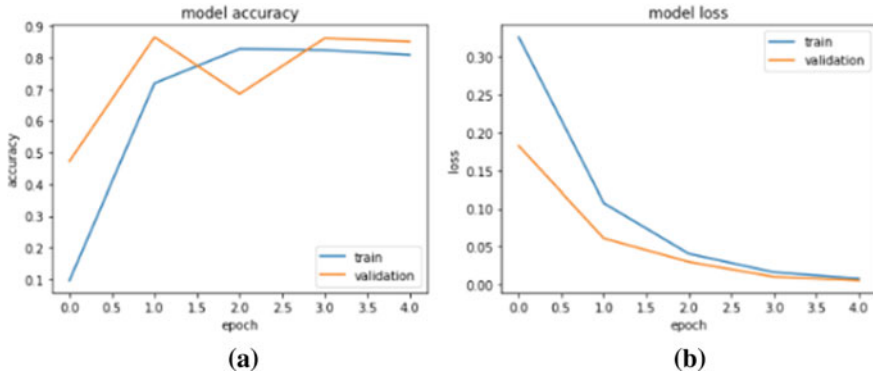 model accuracy
0.9
0.8
0.7
0.6
0.5
0.4
0.3
0.2
0.1
accuracy
train
validation
0.0 0.5 1.0 1.5 2.0 2.5 3.0 3.5 4.0
epoch
(a)
model loss
0.30
0.25
0.20
0.15
0.10
0.05
0.00
loss
train
validation
0.0 0.5 1.0 1.5 2.0 2.5 3.0 3.5 4.0
epoch
(b)